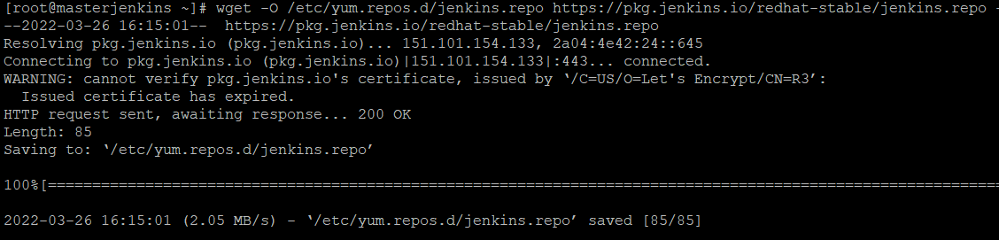 [root@masterjenkins ~]# wget -O /etc/yum.repos.d/jenkins.repo https://pkg.jenkins.io/redhat-stable/jenkins.repo -
--2022-03-26 16:15:01--  https://pkg.jenkins.io/redhat-stable/jenkins.repo
Resolving pkg.jenkins.io (pkg.jenkins.io)... 151.101.154.133, 2a04:4e42:24::645
Connecting to pkg.jenkins.io (pkg.jenkins.io)|151.101.154.133|:443... connected.
WARNING: cannot verify pkg.jenkins.io's certificate, issued by ‘/C=US/O=Let's Encrypt/CN=R3’:
  Issued certificate has expired.
HTTP request sent, awaiting response... 200 OK
Length: 85
Saving to: ‘/etc/yum.repos.d/jenkins.repo’
100%[===========================================================================================================
2022-03-26 16:15:01 (2.05 MB/s) - ‘/etc/yum.repos.d/jenkins.repo’ saved [85/85]